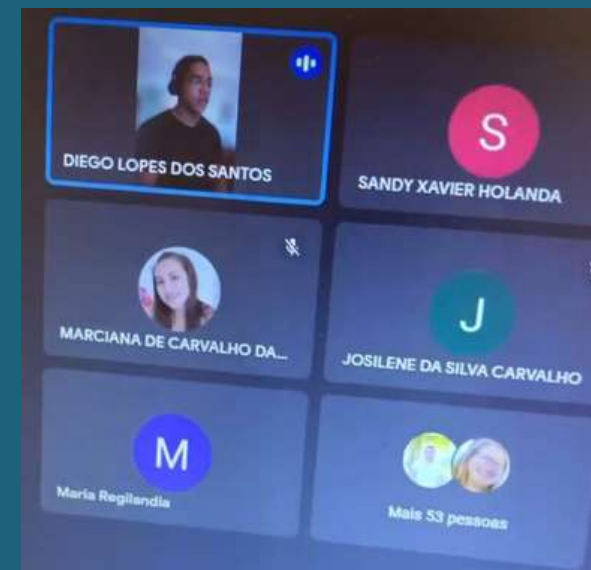 DIEGO LOPES DOS SANTOS
S
SANDY XAVIER HOLANDA
MARCIANA DE CARVALHO DA...
J
JOSILENE DA SILVA CARVALHO
M
Maria Regilandia
Mais 53 pessoas